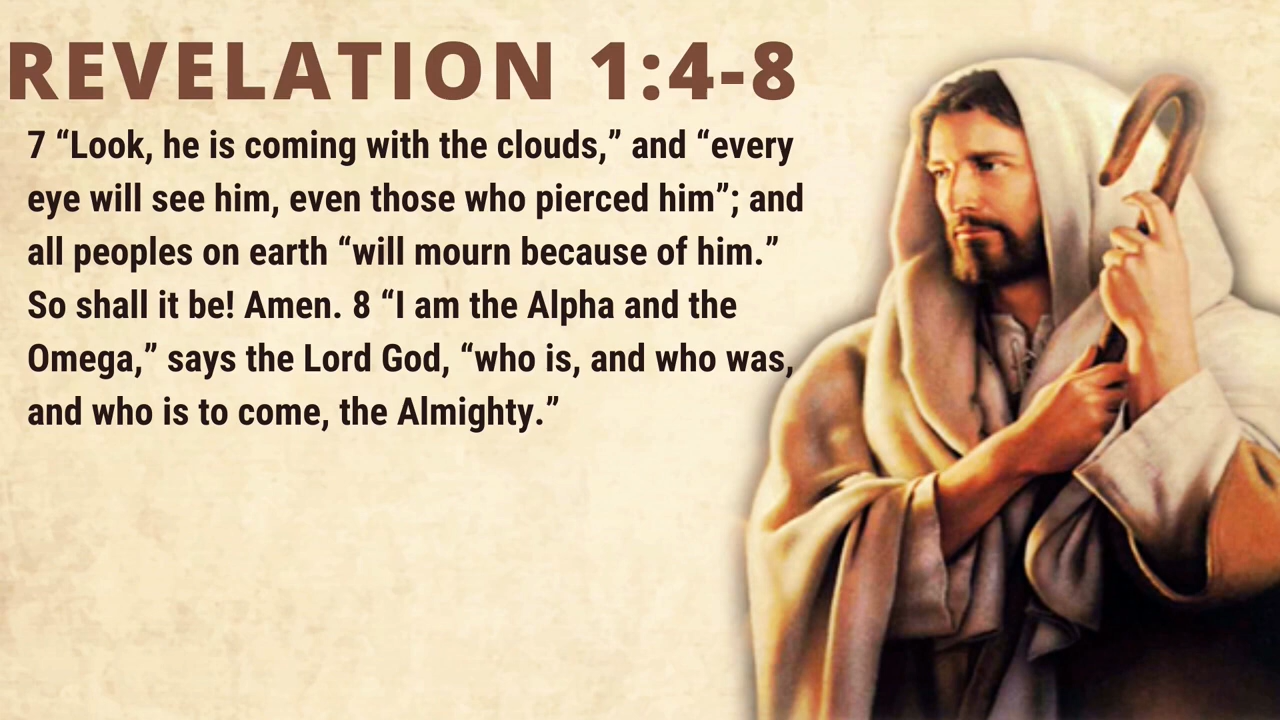 REVELATION 1:4-8
7 “Look, he is coming with the clouds,” and “every
eye will see him, even those who pierced him”; and
all peoples on earth “will mourn because of him.”
So shall it be! Amen. 8 “I am the Alpha and the
Omega,” says the Lord God, “who is, and who was,
and who is to come, the Almighty.”